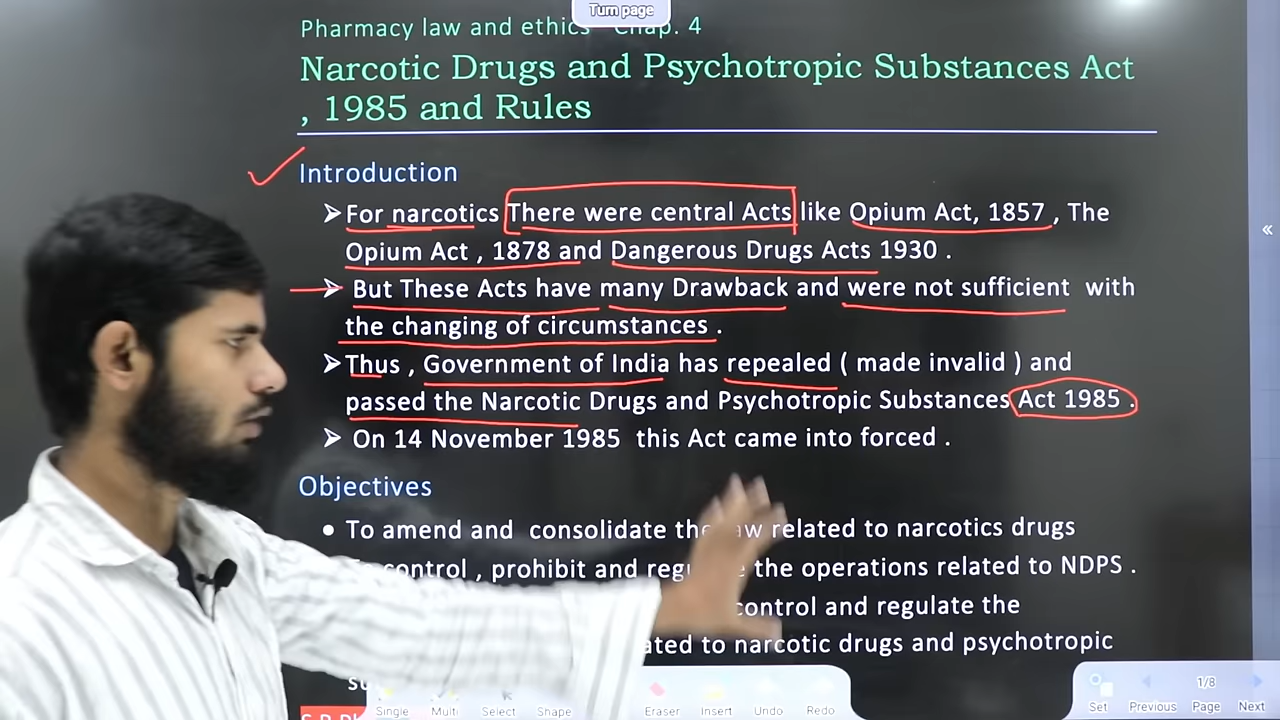 Turn page
Pharmacy law and ethics Chap. 4
Narcotic Drugs and Psychotropic Substances Act
, 1985 and Rules
Introduction
➢For narcotics There were central Acts like Opium Act, 1857 , The
Opium Act , 1878 and Dangerous Drugs Acts 1930 .
➢ But These Acts have many Drawback and were not sufficient with
the changing of circumstances .
➢Thus , Government of India has repealed ( made invalid ) and
passed the Narcotic Drugs and Psychotropic Substances Act 1985 .
➢ On 14 November 1985 this Act came into forced .
Objectives
• To amend and consolidate the law related to narcotics drugs
control , prohibit and the operations related to NDPS .
control and regulate the
to narcotic drugs and psychotropic
Single Multi Select Shape Eraser Insert Undo Redo
1/8
Set Previous Page Next
«